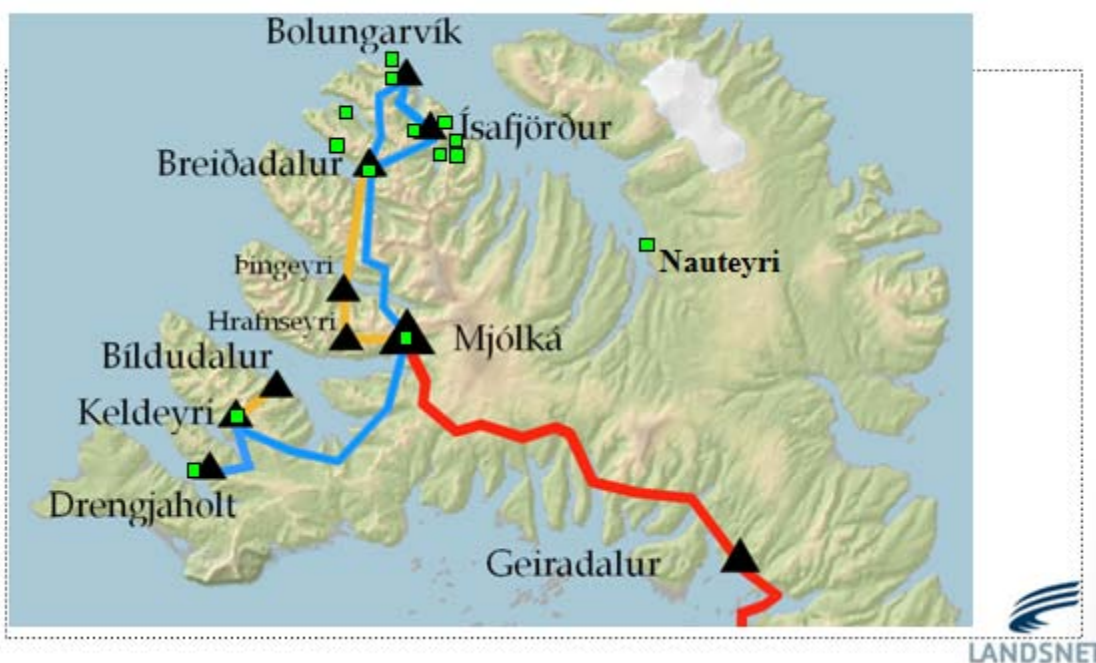 Bolungarvík
Ísafjörður
Breiðadalur
Nauteyri
Þingeyri
Hrafnseyri
Mjólká
Bíldudalur
Keldeyri
Drengjaholt
Geiradalur
LANDSNET